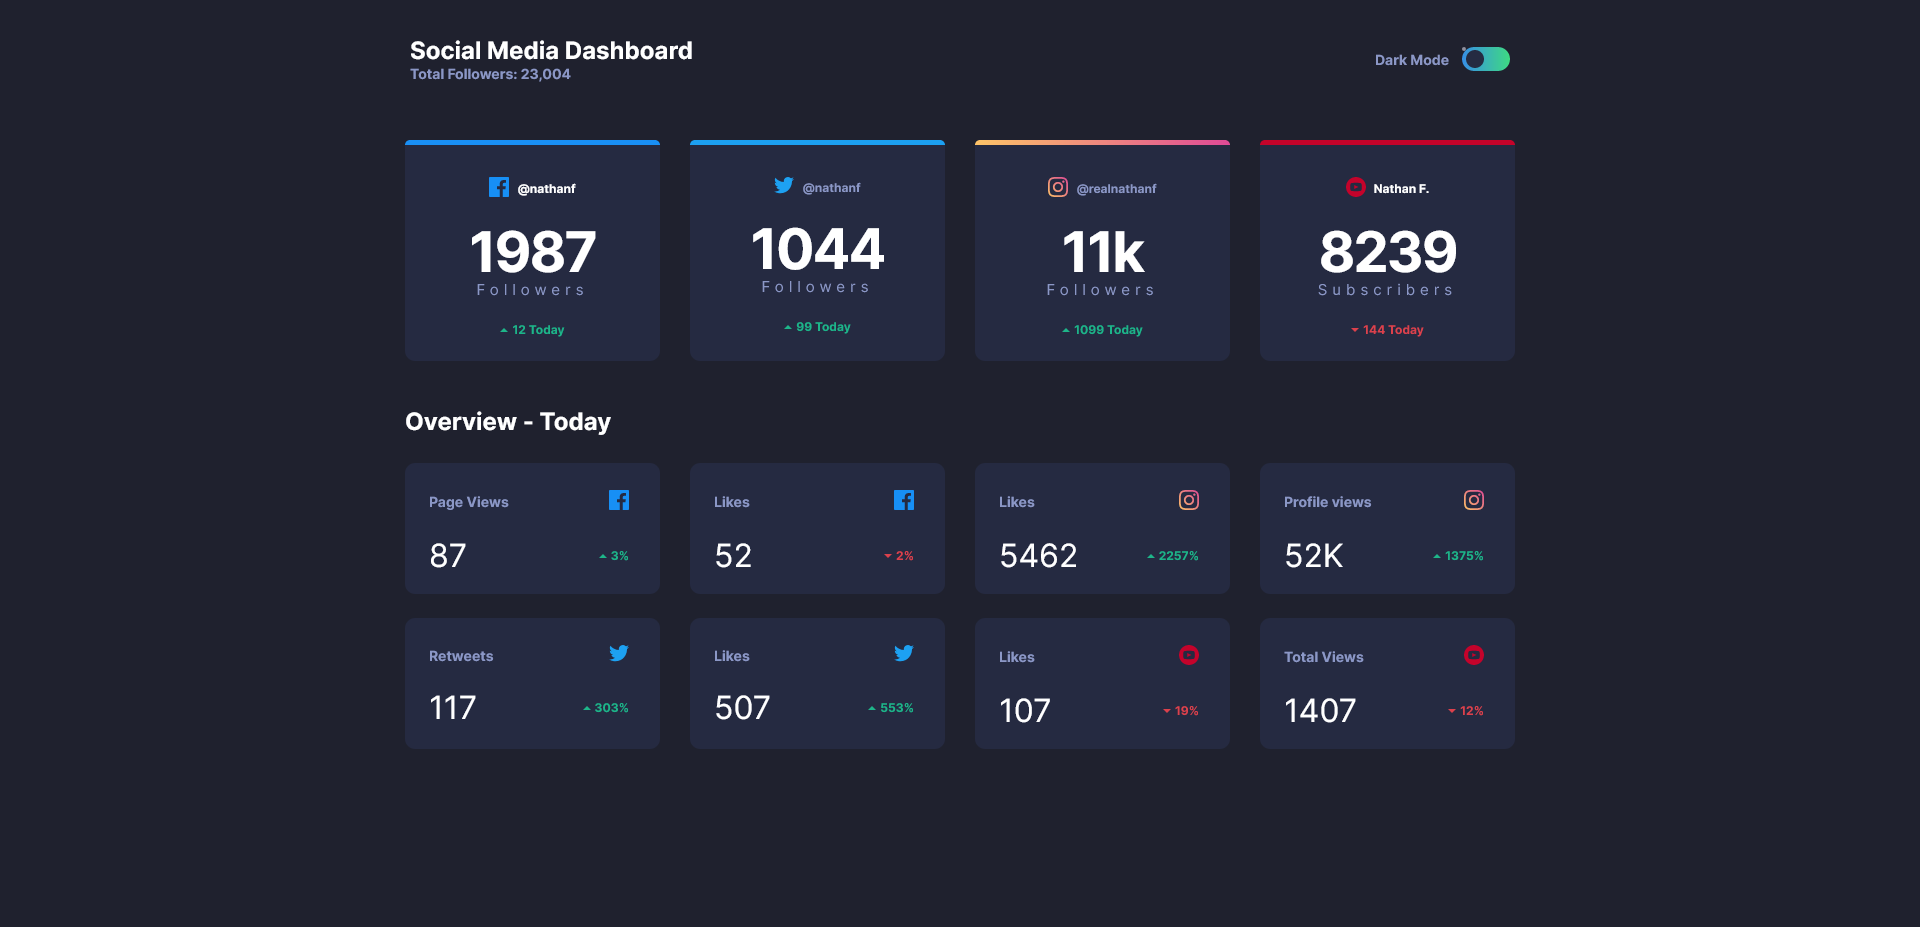 Social Media Dashboard
Total Followers: 23,004
Dark Mode
@nathanf
1987
Followers
12 Today
@nathanf
1044
Followers
99 Today
@realnathanf
11k
Followers
1099 Today
Nathan F.
8239
Subscribers
144 Today
Overview - Today
Page Views
87
3%
Likes
52
2%
Likes
5462
2257%
Profile views
52K
1375%
Retweets
117
303%
Likes
507
553%
Likes
107
19%
Total Views
1407
12%